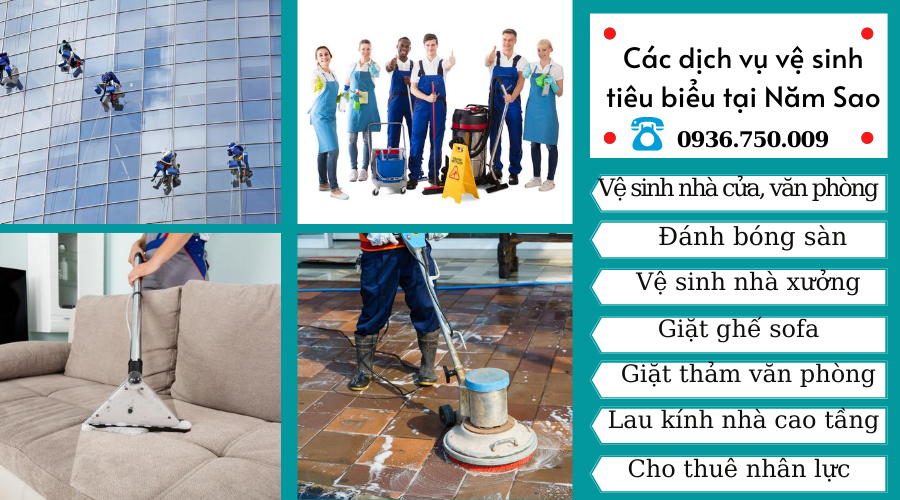 Các dịch vụ vệ sinh
tiêu biểu tại Năm Sao
0936.750.009
Vệ sinh nhà cửa, văn phòng
Đánh bóng sàn
Vệ sinh nhà xưởng
Giặt ghế sofa
Giặt thảm văn phòng
Lau kính nhà cao tầng
Cho thuê nhân lực